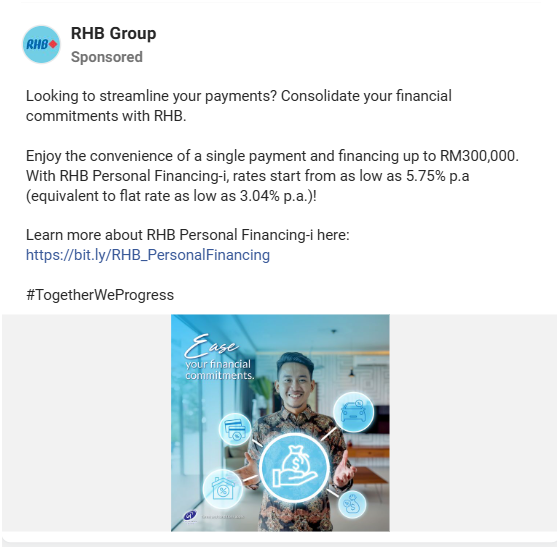 RHB
RHB Group
Sponsored
Looking to streamline your payments? Consolidate your financial
commitments with RHB.
Enjoy the convenience of a single payment and financing up to RM300,000.
With RHB Personal Financing-i, rates start from as low as 5.75% p.a
(equivalent to flat rate as low as 3.04% p.a.)!
Learn more about RHB Personal Financing-i here:
https://bit.ly/RHB_PersonalFinancing
#TogetherWeProgress
Ease
your financial
commitments.